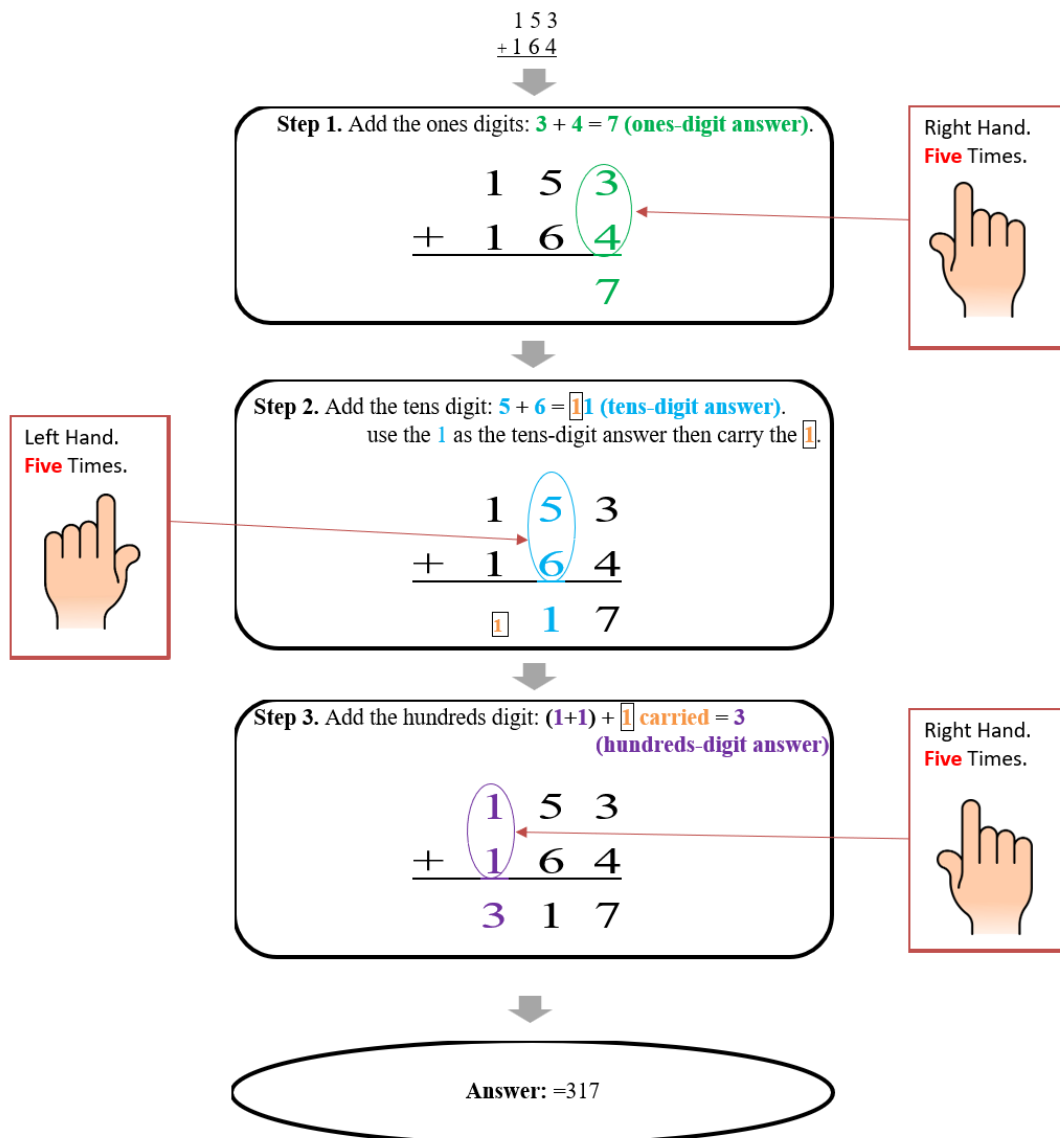 1 5 3
+ 1 6 4
Step 1. Add the ones digits: 3 + 4 = 7 (ones-digit answer).
1 5 3
+ 1 6 4
7
Right Hand.
Five Times.
Step 2. Add the tens digit: 5 + 6 = 11 (tens-digit answer).
use the 1 as the tens-digit answer then carry the 1.
1 5 3
+ 1 6 4
1 1 7
Left Hand.
Five Times.
Step 3. Add the hundreds digit: (1+1) + 1 carried = 3
(hundreds-digit answer)
1 5 3
+ 1 6 4
3 1 7
Right Hand.
Five Times.
Answer: =317